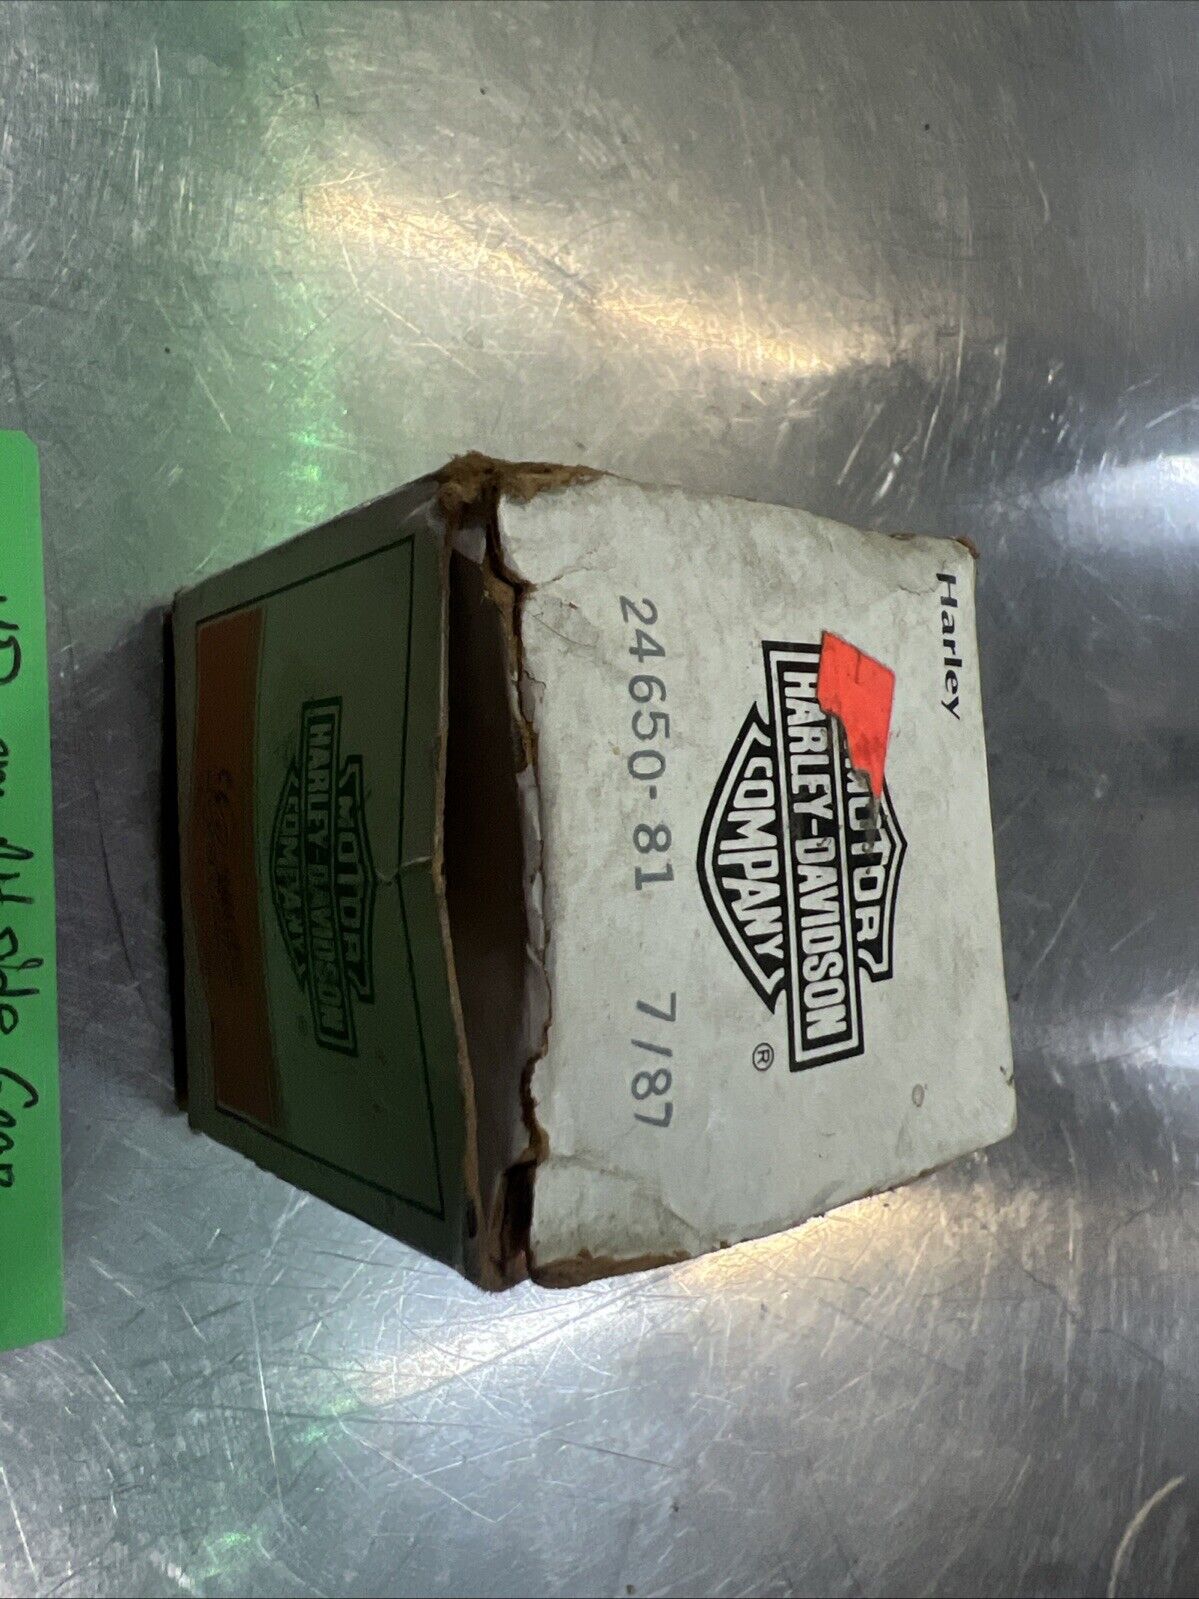 Harley
MOTOR
HARLEY-DAVIDSON
COMPANY
®
24650-81 7/87
MOTOR
HARLEY-DAVIDSON
COMPANY